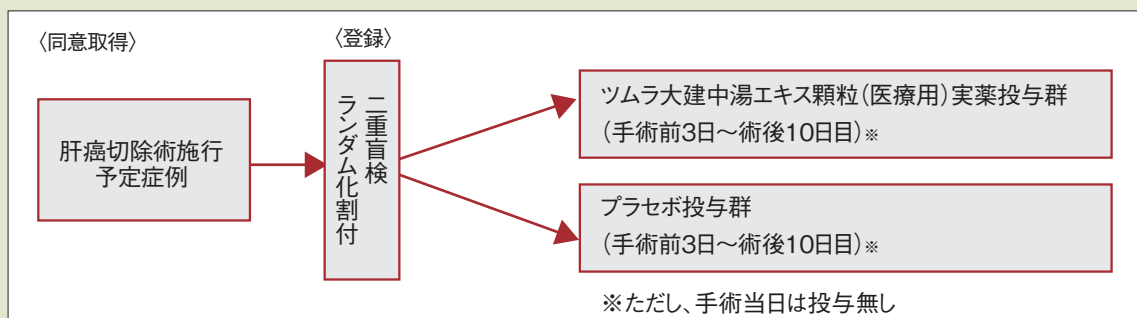 〈同意取得〉
〈登録〉
肝癌切除術施行
予定症例
二重盲検
ランダム化割付
ツムラ大建中湯エキス顆粒(医療用)実薬投与群
(手術前3日〜術後10日目)※
プラセボ投与群
(手術前3日〜術後10日目)※
※ただし、手術当日は投与無し